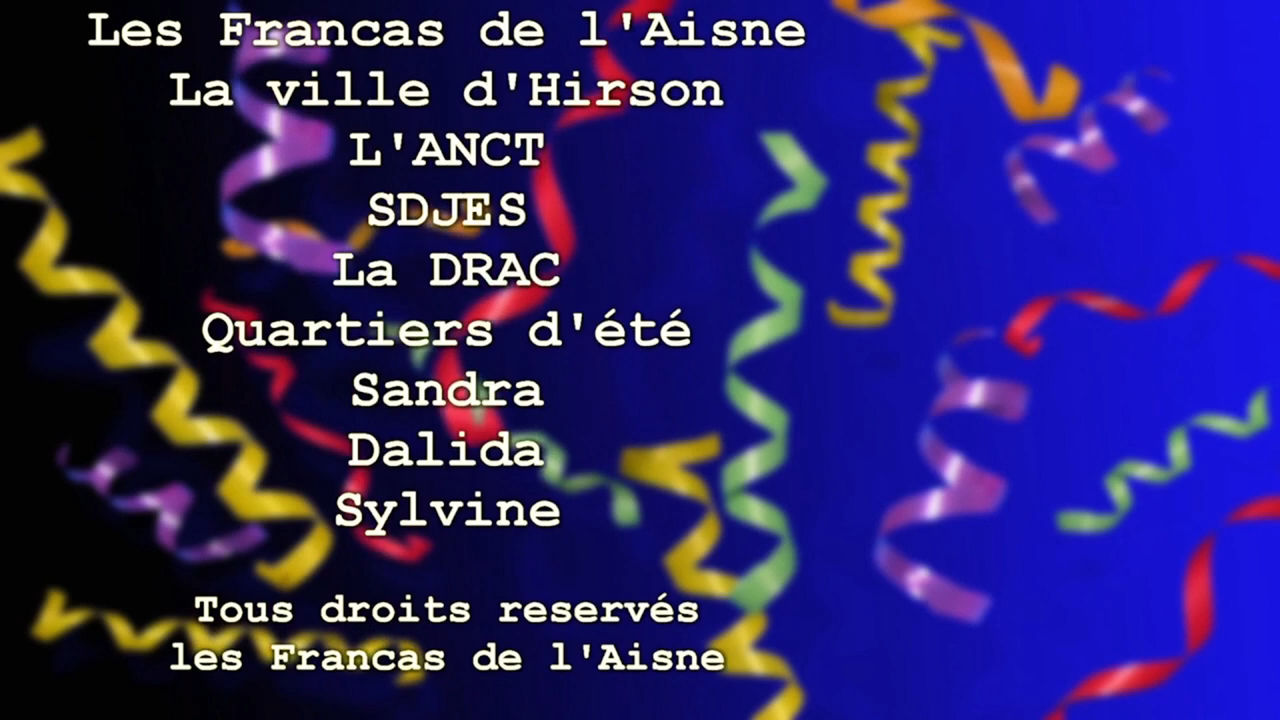 Les Francas de l'Aisne
La ville d'Hirson
L'ANCT
SDJES
La DRAC
Quartiers d'été
Sandra
Dalida
Sylvine
Tous droits reservés
les Francas de l'Aisne